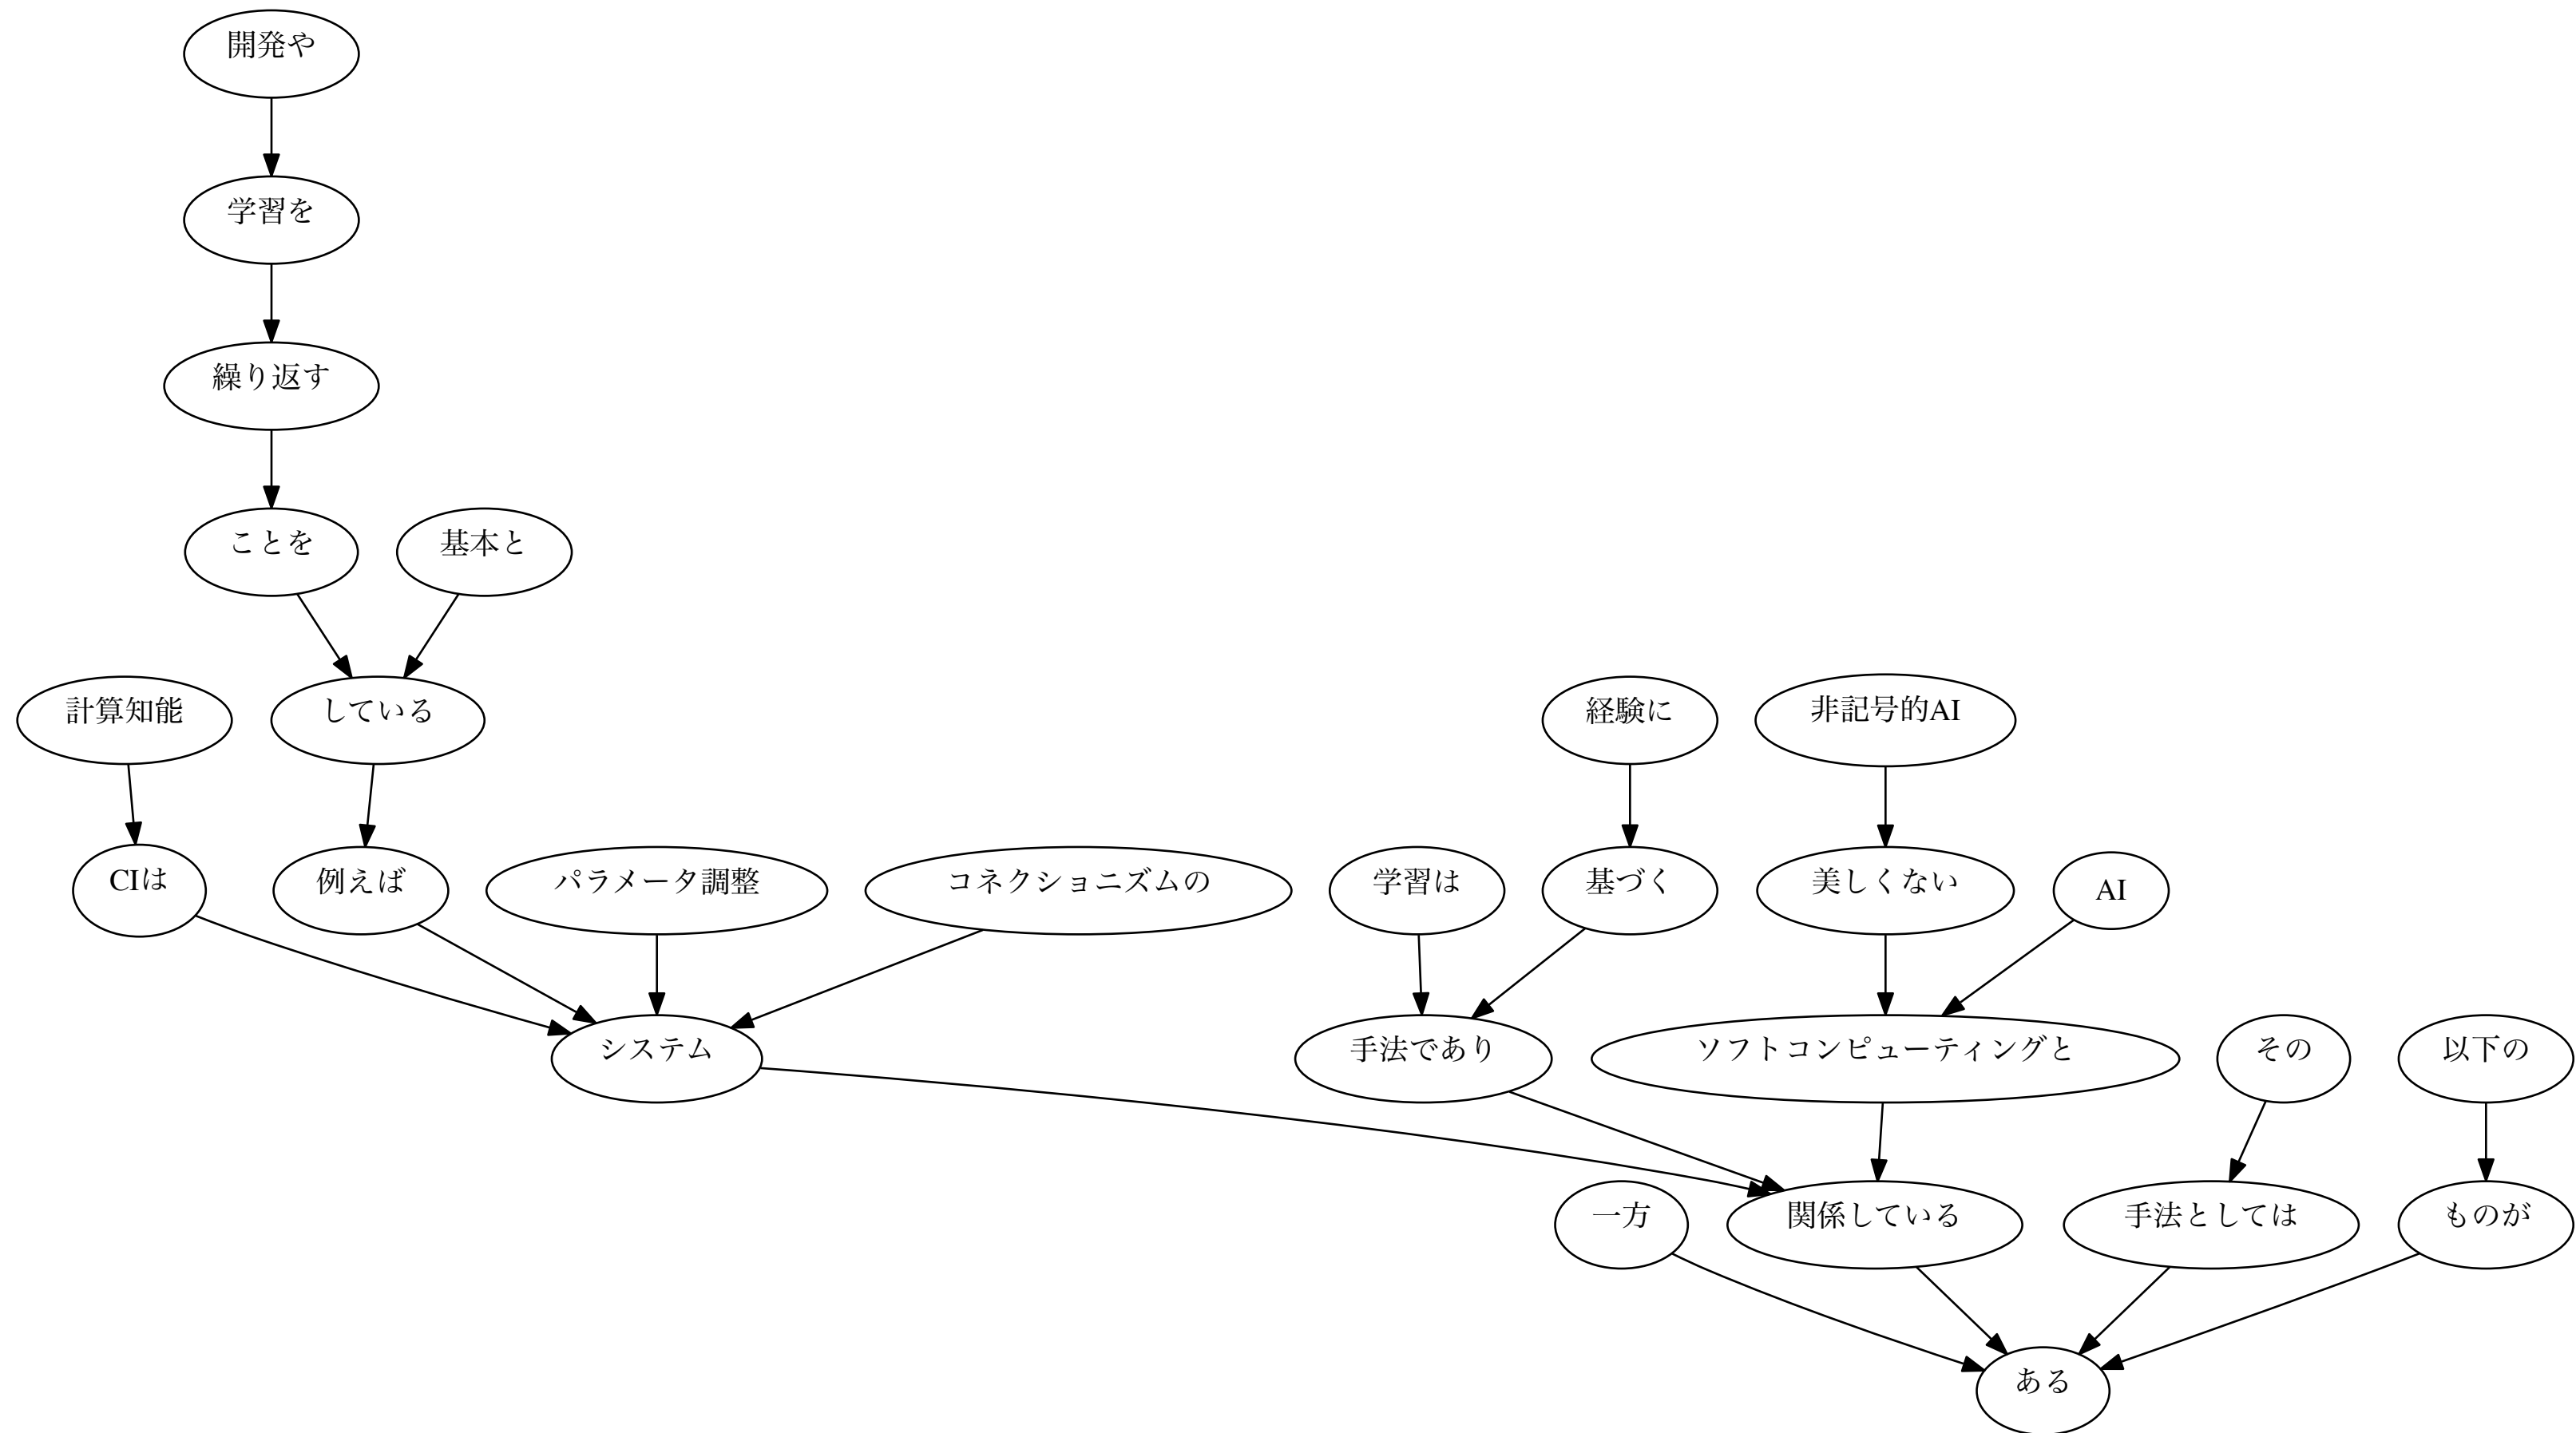 開発や
学習を
繰り返す
ことを
基本と
計算知能
している
経験に
非記号的AI
CIは
例えば
パラメータ調整
コネクショニズムの
学習は
基づく
美しくない
AI
システム
手法であり
ソフトコンピューティングと
その
以下の
一方
関係している
手法としては
ものが
ある